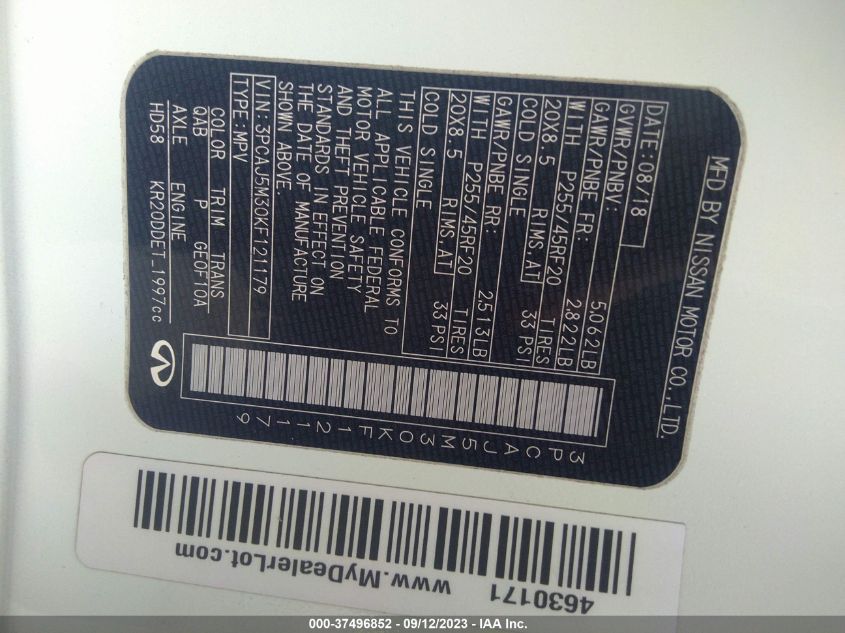 MFD BY NISSAN MOTOR CO.,LTD.
DATE:08/18
GVWR/PNBV: 5,062LB
GAWR/PNBE FR: 2,822LB
WITH P255/45RF20 TIRES
20X8.5 RIMS,AT 33 PSI
COLD SINGLE
GAWR/PNBE RR: 2,513LB
WITH P255/45RF20 TIRES
20X8.5 RIMS,AT 33 PSI
COLD SINGLE
THIS VEHICLE CONFORMS TO
ALL APPLICABLE FEDERAL
MOTOR VEHICLE SAFETY
AND THEFT PREVENTION
STANDARDS IN EFFECT ON
THE DATE OF MANUFACTURE
SHOWN ABOVE.
VIN:3PCAJ5M30KF121179
TYPE:MPV
COLOR TRIM TRANS
QAB P GEGF10A
AXLE ENGINE
HD58 KR20DDET_1997cc
3PCAJ5M30KF121179
4630171
www.MyDealerLot.com
000-37496852 - 09/12/2023 - IAA Inc.